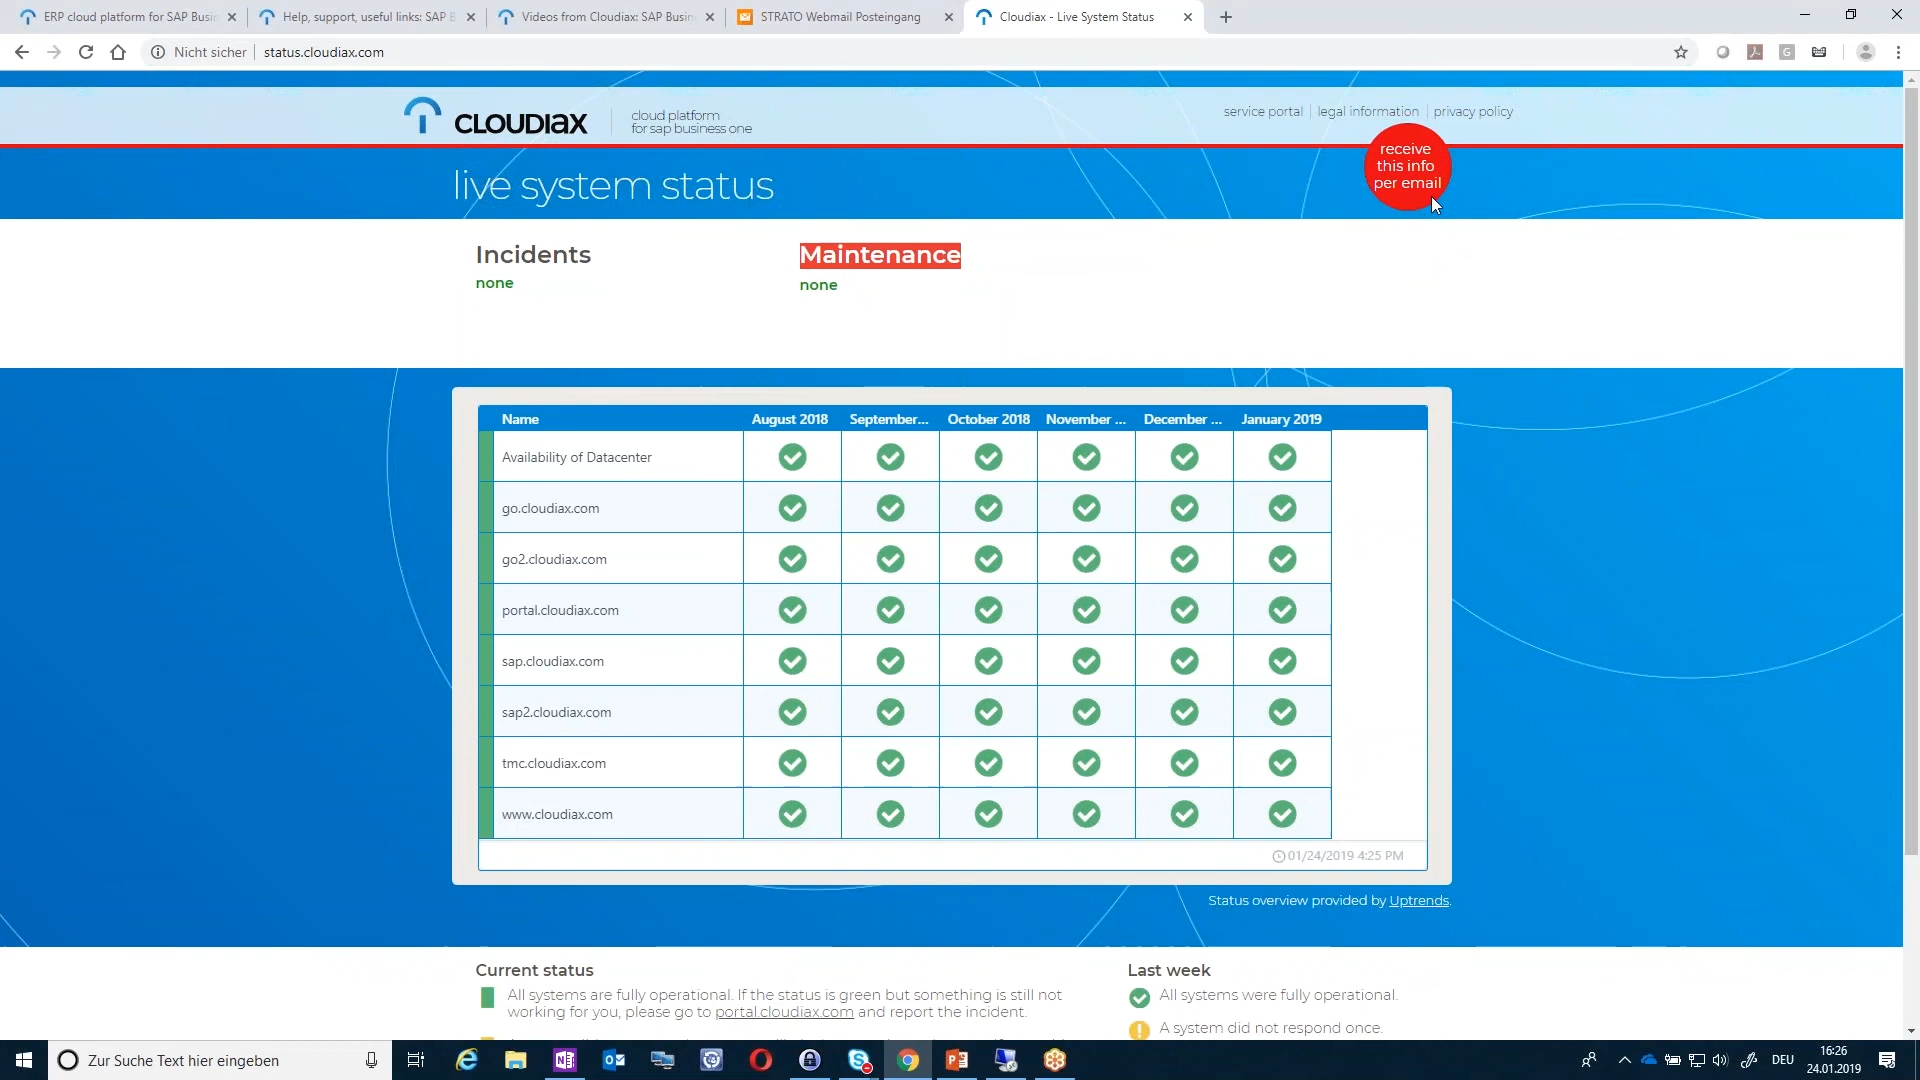 ERP cloud platform for SAP Busin
Help, support, useful links: SAP B
Videos from Cloudiax: SAP Busin
STRATO Webmail Posteingang
Cloudiax - Live System Status
Nicht sicher
status.cloudiax.com
CLOUDIAX
cloud platform
for sap business one
service portal
legal information
privacy policy
receive
this info
per email
live system status
Incidents
none
Maintenance
none
Name August 2018 September... October 2018 November ... December ... January 2019
Availability of Datacenter
go.cloudiax.com
go2.cloudiax.com
portal.cloudiax.com
sap.cloudiax.com
sap2.cloudiax.com
tmc.cloudiax.com
www.cloudiax.com
01/24/2019 4:25 PM
Status overview provided by Uptrends.
Current status
All systems are fully operational. If the status is green but something is still not
working for you, please go to portal.cloudiax.com and report the incident.
Last week
All systems were fully operational.
A system did not respond once.
Zur Suche Text hier eingeben
DEU
16:26
24.01.2019